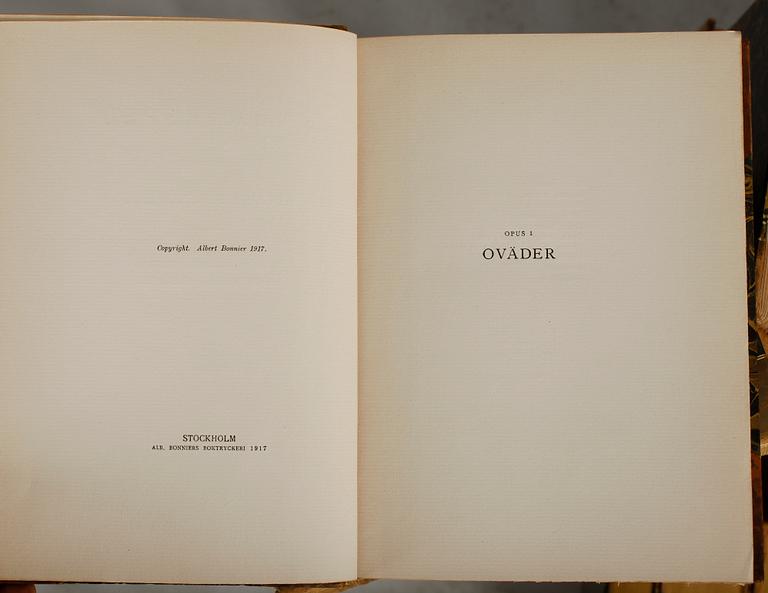 Copyright. Albert Bonnier 1917.
STOCKHOLM
ALB. BONNIERS BOKTRYCKERI 1917
OPUS 1
OVÄDER